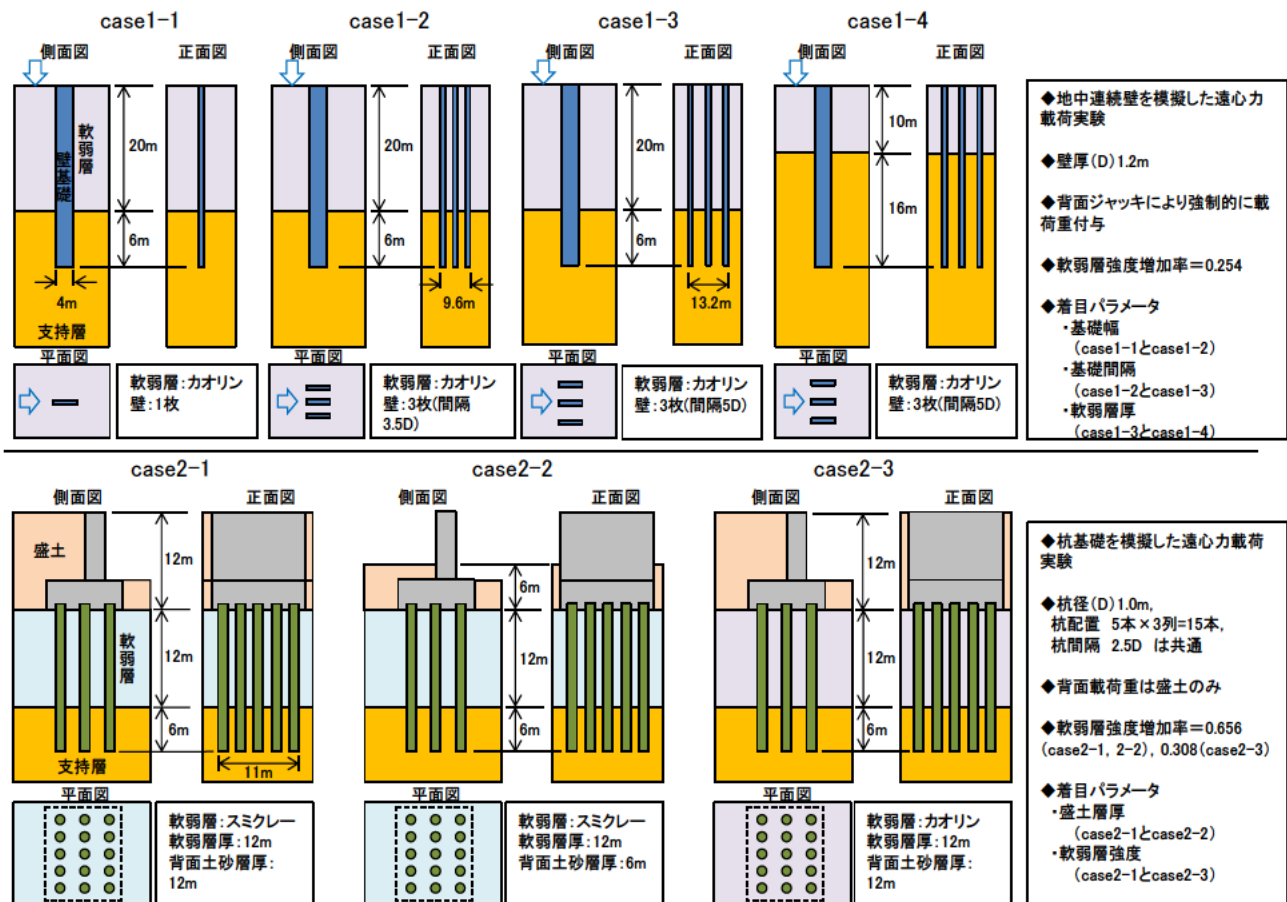 case1-1
case1-2
case1-3
case1-4
側面図
正面図
側面図
正面図
側面図
正面図
側面図
正面図
軟弱層
壁基礎
20m
6m
4m
支持層
20m
6m
9.6m
20m
6m
13.2m
10m
16m
平面図
平面図
平面図
平面図
軟弱層:カオリン
壁:1枚
軟弱層:カオリン
壁:3枚(間隔
3.5D)
軟弱層:カオリン
壁:3枚(間隔5D)
軟弱層:カオリン
壁:3枚(間隔5D)
◆地中連続壁を模擬した遠心力
載荷実験
◆壁厚(D)1.2m
◆背面ジャッキにより強制的に載
荷重付与
◆軟弱層強度増加率=0.254
◆着目パラメータ
・基礎幅
(case1-1とcase1-2)
・基礎間隔
(case1-2とcase1-3)
・軟弱層厚
(case1-3とcase1-4)
case2-1
case2-2
case2-3
側面図
正面図
側面図
正面図
側面図
正面図
盛土
12m
軟弱層
12m
6m
支持層
11m
6m
12m
6m
12m
12m
6m
平面図
平面図
平面図
軟弱層:スミクレー
軟弱層厚:12m
背面土砂層厚:
12m
軟弱層:スミクレー
軟弱層厚:12m
背面土砂層厚:6m
軟弱層:カオリン
軟弱層厚:12m
背面土砂層厚:
12m
◆杭基礎を模擬した遠心力載荷
実験
◆杭径(D)1.0m,
杭配置 5本×3列=15本,
杭間隔 2.5D は共通
◆背面載荷重は盛土のみ
◆軟弱層強度増加率=0.656
(case2-1, 2-2), 0.308(case2-3)
◆着目パラメータ
・盛土層厚
(case2-1とcase2-2)
・軟弱層強度
(case2-1とcase2-3)